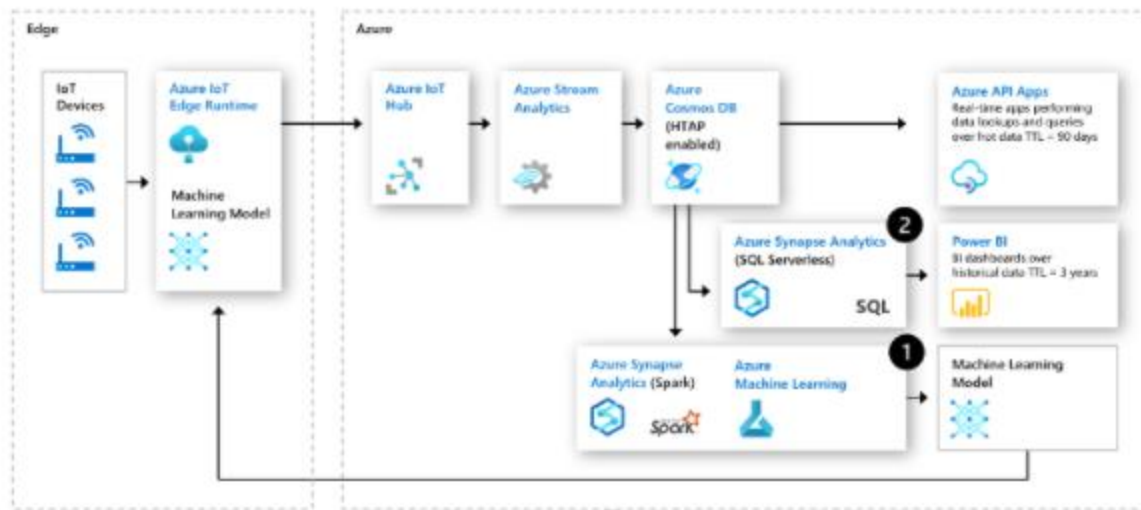 Edge
Azure
IoT
Devices
Azure IoT
Edge Runtime
Machine
Learning Model
Azure IoT
Hub
Azure Stream
Analytics
Azure
Cosmos DB
(HTAP
enabled)
Azure API Apps
Real-time apps performing
data lookups and queries
over hot data TTL = 90 days
2
Azure Synapse Analytics
(SQL Serverless)
SQL
Power BI
BI dashboards over
historical data TTL = 3 years
1
Azure Synapse
Analytics (Spark)
Spark
Azure
Machine Learning
Machine Learning
Model